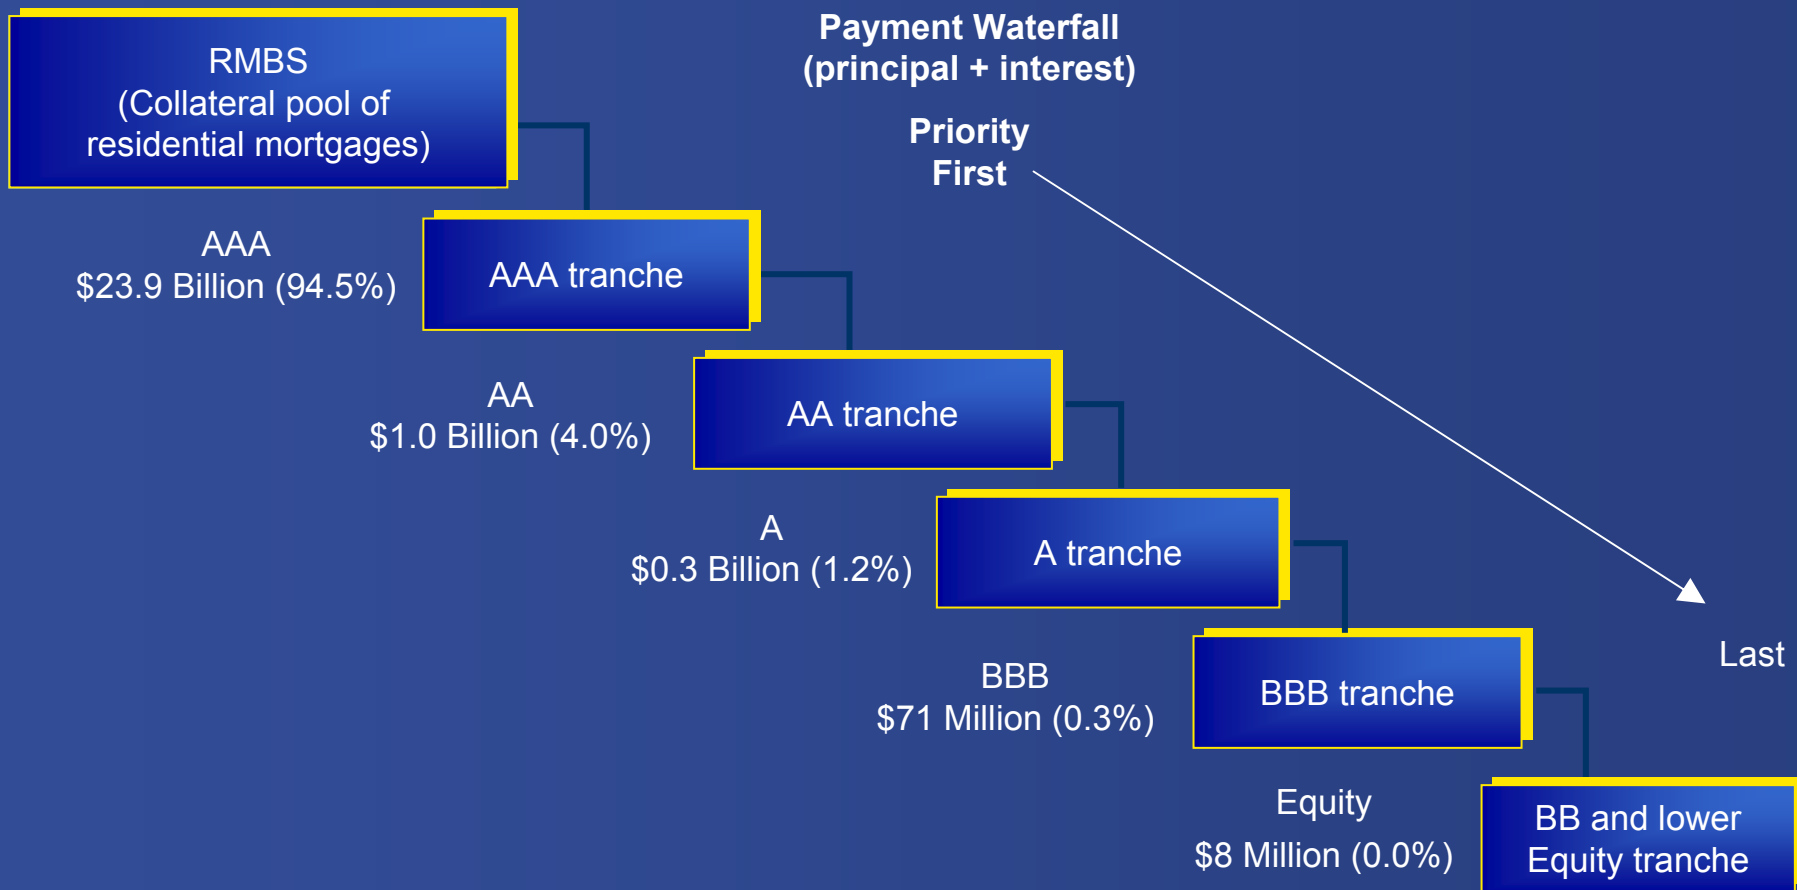 RMBS
(Collateral pool of
residential mortgages)
Payment Waterfall
(principal + interest)
Priority
First
AAA
$23.9 Billion (94.5%)
AAA tranche
AA
$1.0 Billion (4.0%)
AA tranche
A
$0.3 Billion (1.2%)
A tranche
Last
BBB
$71 Million (0.3%)
BBB tranche
Equity
$8 Million (0.0%)
BB and lower
Equity tranche